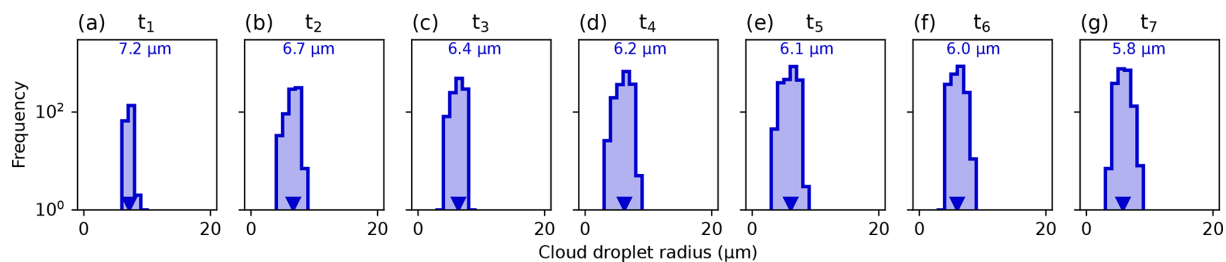 (a) t₁ (b) t₂ (c) t₃ (d) t₄ (e) t₅ (f) t₆ (g) t₇
7.2 µm 6.7 µm 6.4 µm 6.2 µm 6.1 µm 6.0 µm 5.8 µm
Frequency
10²
10⁰
0 20 0 20 0 20 0 20 0 20 0 20 0 20
Cloud droplet radius (µm)